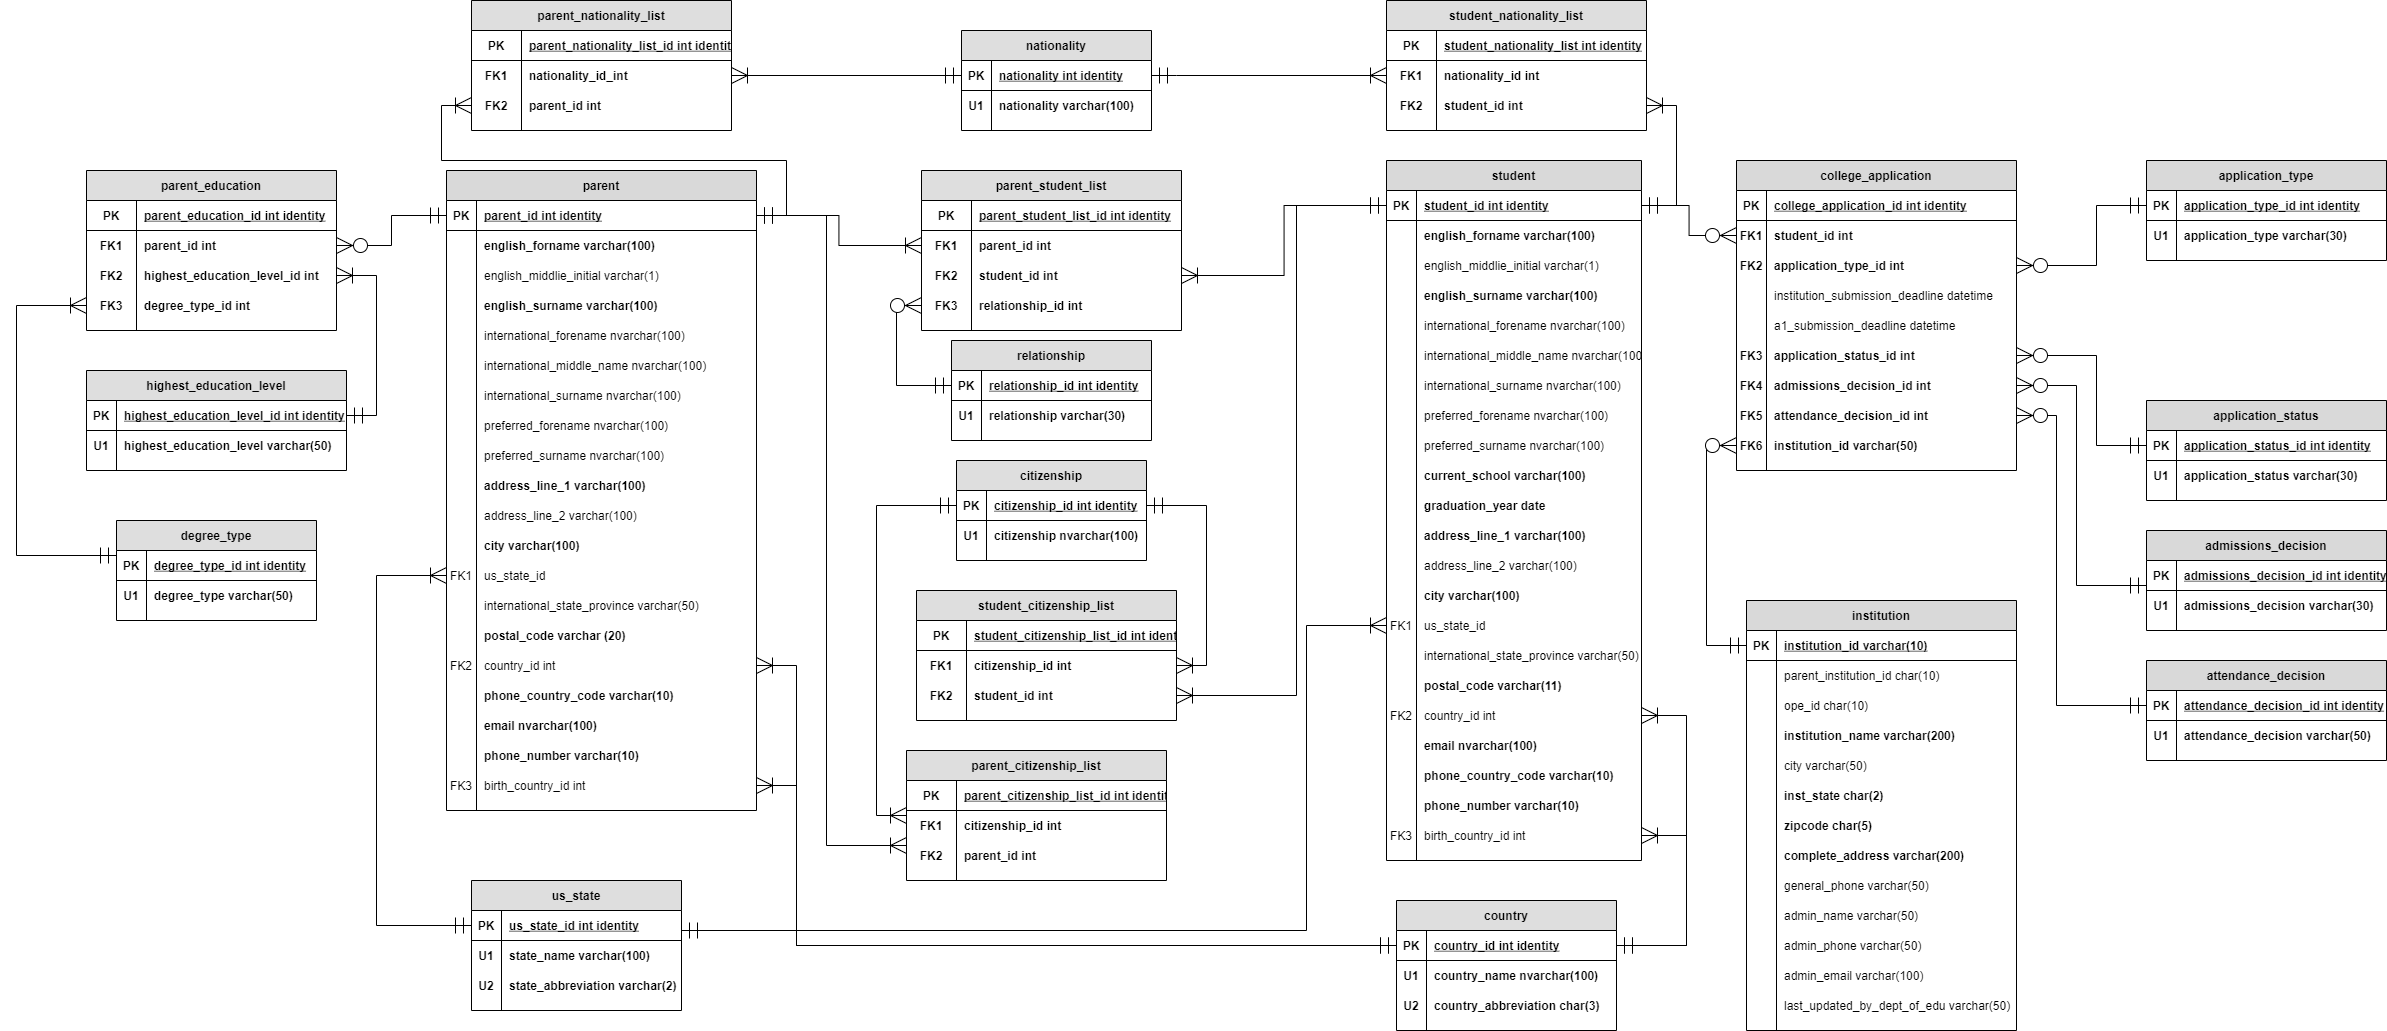 parent_nationality_list
PK parent_nationality_list_id int identit
FK1 nationality_id_int
FK2 parent_id int
nationality
PK nationality int identity
U1 nationality varchar(100)
student_nationality_list
PK student_nationality_list int identity
FK1 nationality_id int
FK2 student_id int
parent_education
PK parent_education_id int identity
FK1 parent_id int
FK2 highest_education_level_id int
FK3 degree_type_id int
highest_education_level
PK highest_education_level_id int identity
U1 highest_education_level varchar(50)
degree_type
PK degree_type_id int identity
U1 degree_type varchar(50)
parent
PK parent_id int identity
english_forname varchar(100)
english_middlie_initial varchar(1)
english_surname varchar(100)
international_forename nvarchar(100)
international_middle_name nvarchar(100)
international_surname nvarchar(100)
preferred_forename nvarchar(100)
preferred_surname nvarchar(100)
address_line_1 varchar(100)
address_line_2 varchar(100)
city varchar(100)
FK1 us_state_id
international_state_province varchar(50)
postal_code varchar (20)
FK2 country_id int
phone_country_code varchar(10)
email nvarchar(100)
phone_number varchar(10)
FK3 birth_country_id int
us_state
PK us_state_id int identity
U1 state_name varchar(100)
U2 state_abbreviation varchar(2)
parent_student_list
PK parent_student_list_id int identity
FK1 parent_id int
FK2 student_id int
FK3 relationship_id int
relationship
PK relationship_id int identity
U1 relationship varchar(30)
citizenship
PK citizenship_id int identity
U1 citizenship nvarchar(100)
student_citizenship_list
PK student_citizenship_list_id int ident
FK1 citizenship_id int
FK2 student_id int
parent_citizenship_list
PK parent_citizenship_list_id int identit
FK1 citizenship_id int
FK2 parent_id int
student
PK student_id int identity
english_forname varchar(100)
english_middlie_initial varchar(1)
english_surname varchar(100)
international_forename nvarchar(100)
international_middle_name nvarchar(100
international_surname nvarchar(100)
preferred_forename nvarchar(100)
preferred_surname nvarchar(100)
current_school varchar(100)
graduation_year date
address_line_1 varchar(100)
address_line_2 varchar(100)
city varchar(100)
FK1 us_state_id
international_state_province varchar(50)
postal_code varchar(11)
FK2 country_id int
email nvarchar(100)
phone_country_code varchar(10)
phone_number varchar(10)
FK3 birth_country_id int
country
PK country_id int identity
U1 country_name nvarchar(100)
U2 country_abbreviation char(3)
college_application
PK college_application_id int identity
FK1 student_id int
FK2 application_type_id int
institution_submission_deadline datetime
a1_submission_deadline datetime
FK3 application_status_id int
FK4 admissions_decision_id int
FK5 attendance_decision_id int
FK6 institution_id varchar(50)
institution
PK institution_id varchar(10)
parent_institution_id char(10)
ope_id char(10)
institution_name varchar(200)
city varchar(50)
inst_state char(2)
zipcode char(5)
complete_address varchar(200)
general_phone varchar(50)
admin_name varchar(50)
admin_phone varchar(50)
admin_email varchar(100)
last_updated_by_dept_of_edu varchar(50)
application_type
PK application_type_id int identity
U1 application_type varchar(30)
application_status
PK application_status_id int identity
U1 application_status varchar(30)
admissions_decision
PK admissions_decision_id int identity
U1 admissions_decision varchar(30)
attendance_decision
PK attendance_decision_id int identity
U1 attendance_decision varchar(50)